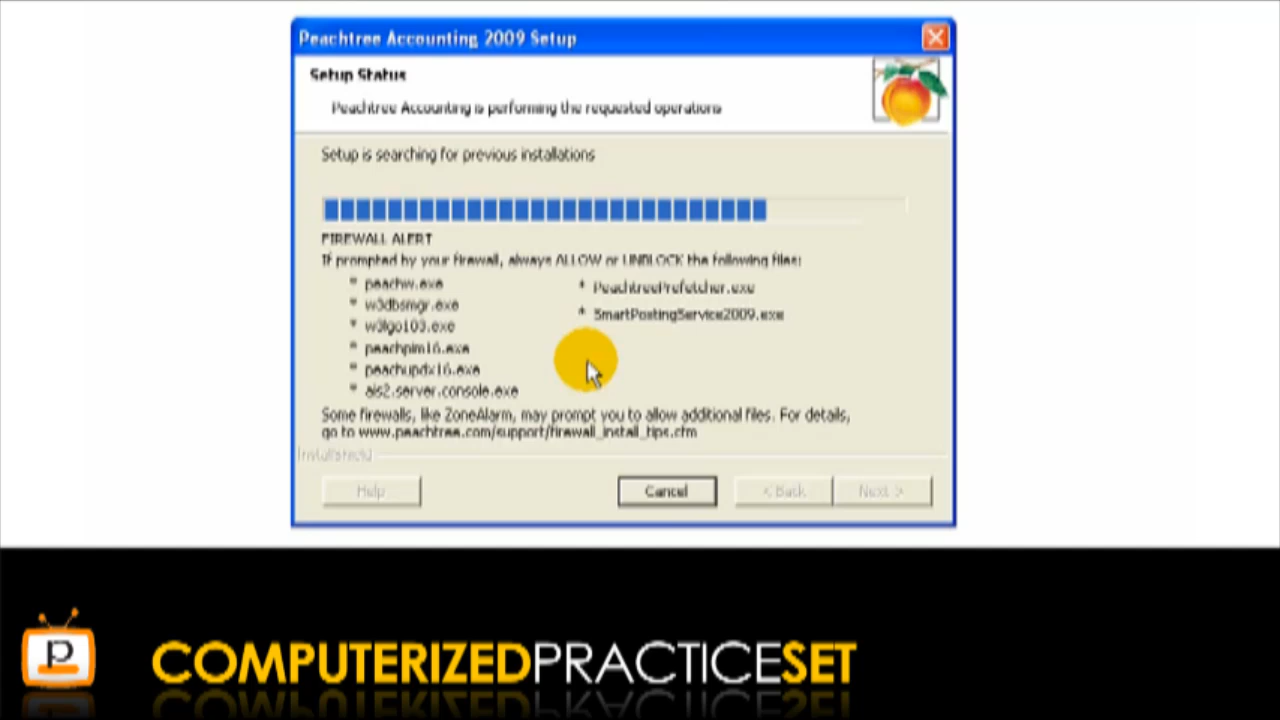 Peachtree Accounting 2009 Setup
Setup Status
Peachtree Accounting is performing the requested operations
Setup is searching for previous installations
FIREWALL ALERT
If prompted by your firewall, always ALLOW or UNBLOCK the following files:
* peachw.exe
* w3dbsmgr.exe
* w3lgo103.exe
* peachpim16.exe
* peachupdx16.exe
* ais2.server.console.exe
* PeachtreePrefetcher.exe
* SmartPostingService2009.exe
Some firewalls, like ZoneAlarm, may prompt you to allow additional files. For details,
go to www.peachtree.com/support/firewall_install_tips.cfm
InstallShield
Help
Cancel
< Back
Next >
P
COMPUTERIZEDPRACTICESET